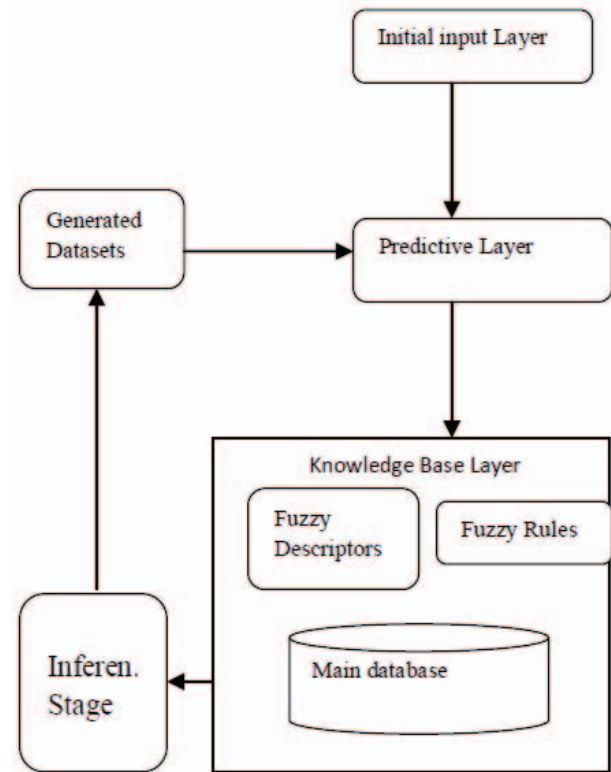 Initial input Layer
Generated
Datasets
Predictive Layer
Knowledge Base Layer
Fuzzy
Descriptors
Fuzzy Rules
Main database
Inferen.
Stage